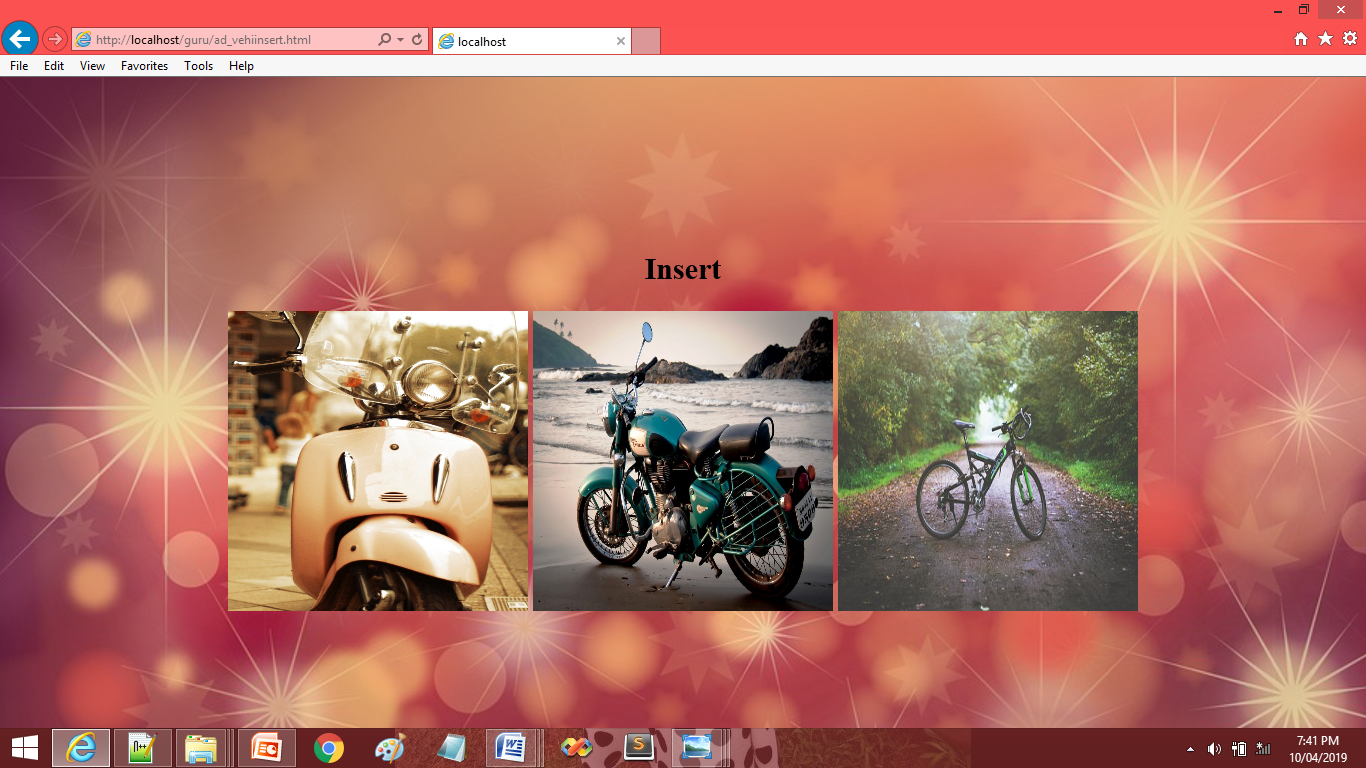 http://localhost/guru/ad_vehiinsert.html
localhost
File Edit View Favorites Tools Help
Insert
7:41 PM
10/04/2019